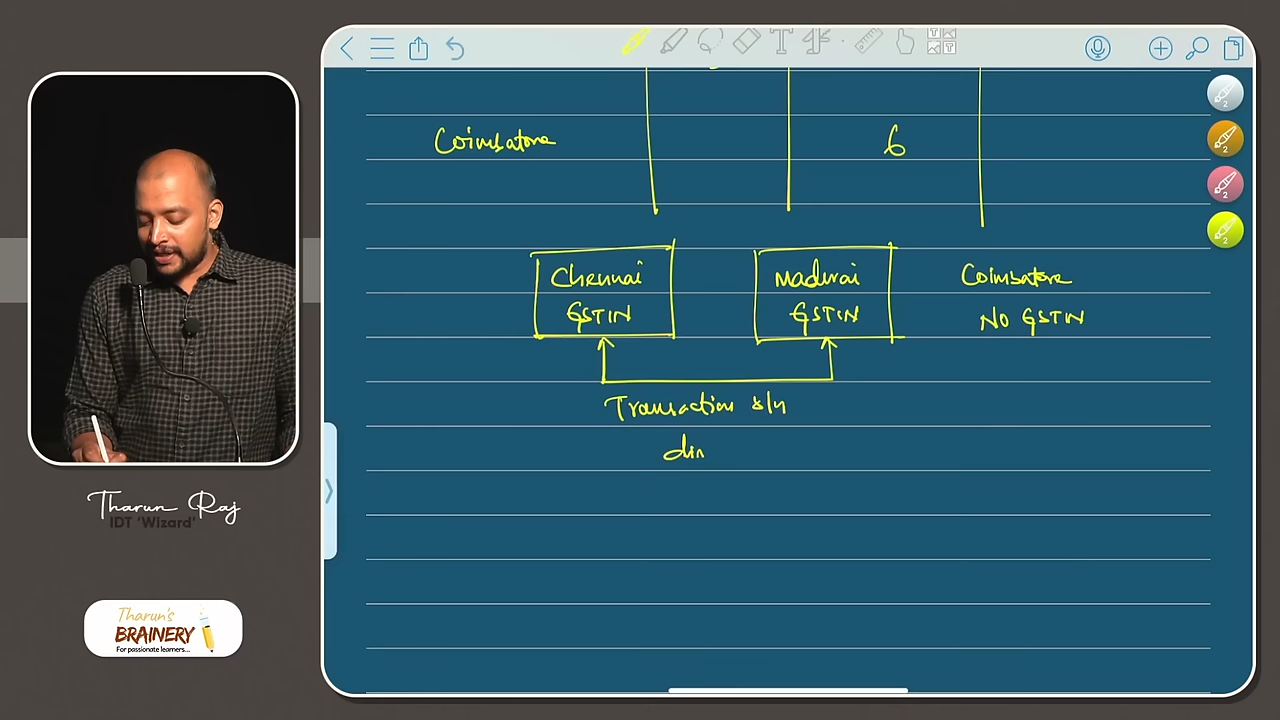 Coimbatore
6
Chennai
GSTIN
Madurai
GSTIN
Coimbatore
No GSTIN
Transaction b/n
din
Tharun Raj
IDT 'Wizard'
Tharun's
BRAINERY
For passionate learners...